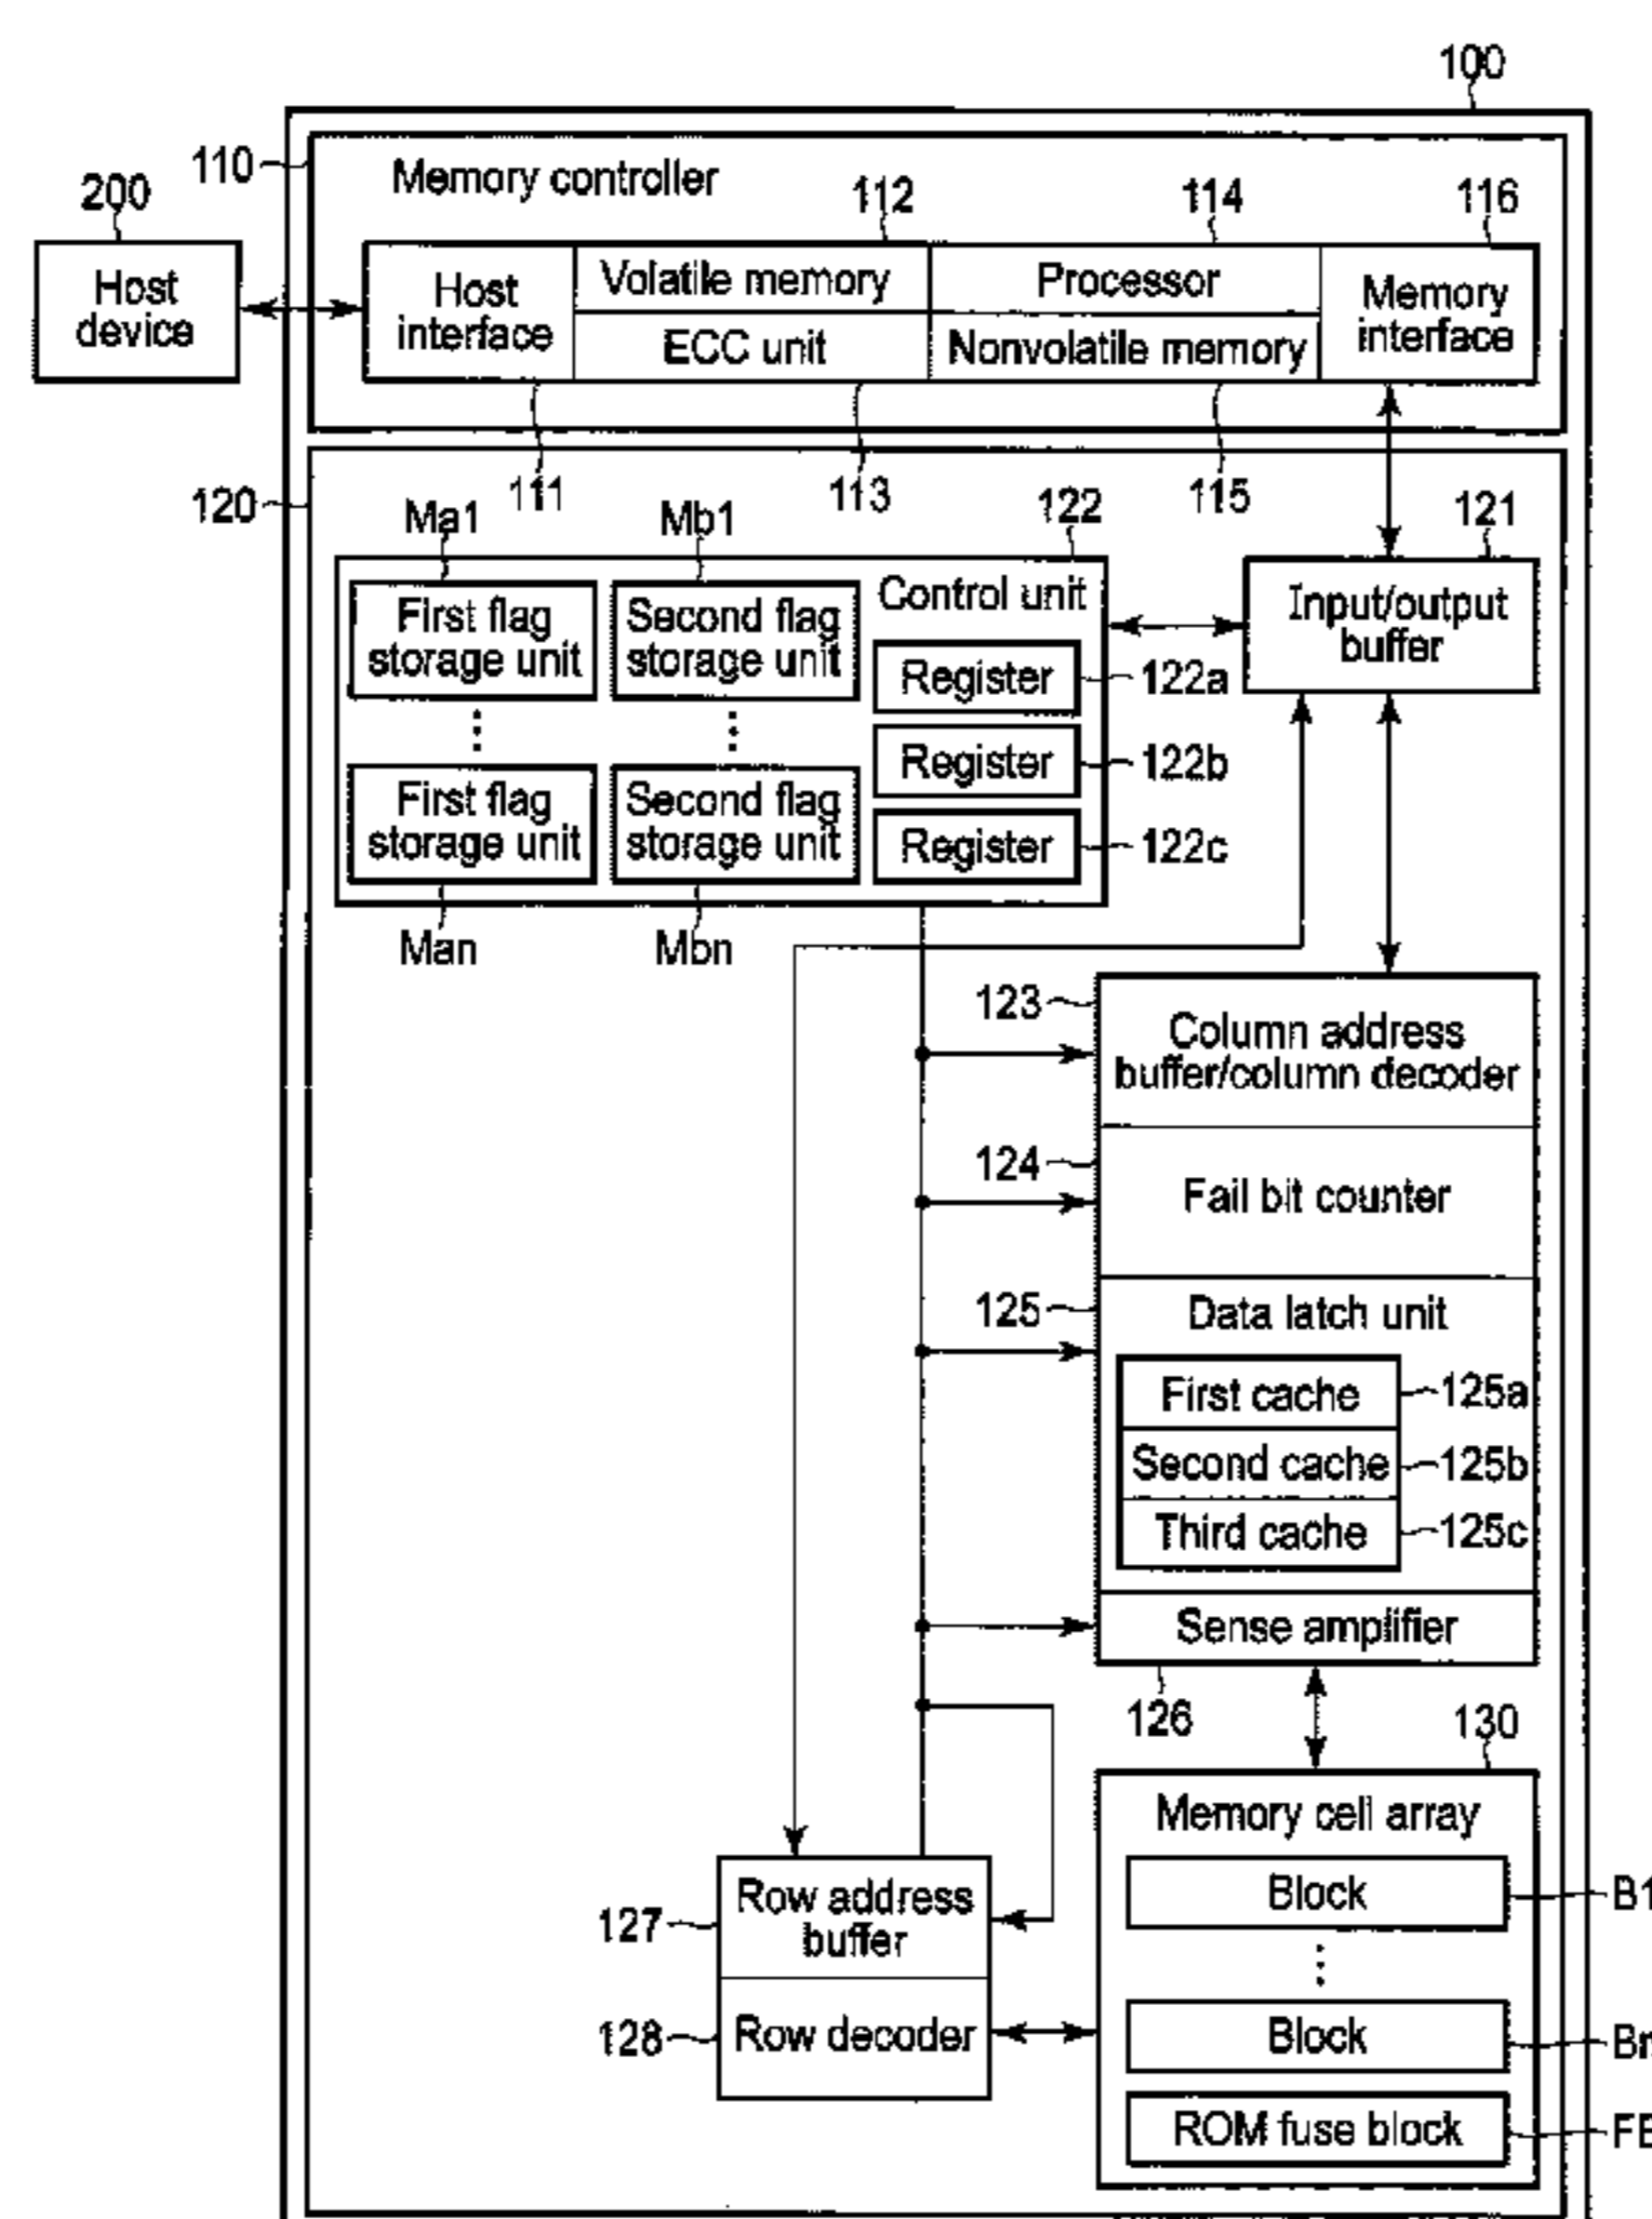 100
110
Memory controller
200
112
114
116
Host
device
Host
interface
Volatile memory
ECC unit
Processor
Nonvolatile memory
Memory
interface
111
113
115
120
Ma1
Mb1
122
121
First flag
storage unit
Second flag
storage unit
Control unit
Input/output
buffer
Register
122a
Register
122b
First flag
storage unit
Second flag
storage unit
Register
122c
Man
Mbn
123
Column address
buffer/column decoder
124
Fail bit counter
125
Data latch unit
First cache
125a
Second cache
125b
Third cache
125c
Sense amplifier
126
130
Memory cell array
Block
B1
127
Row address
buffer
128
Row decoder
Block
ROM fuse block